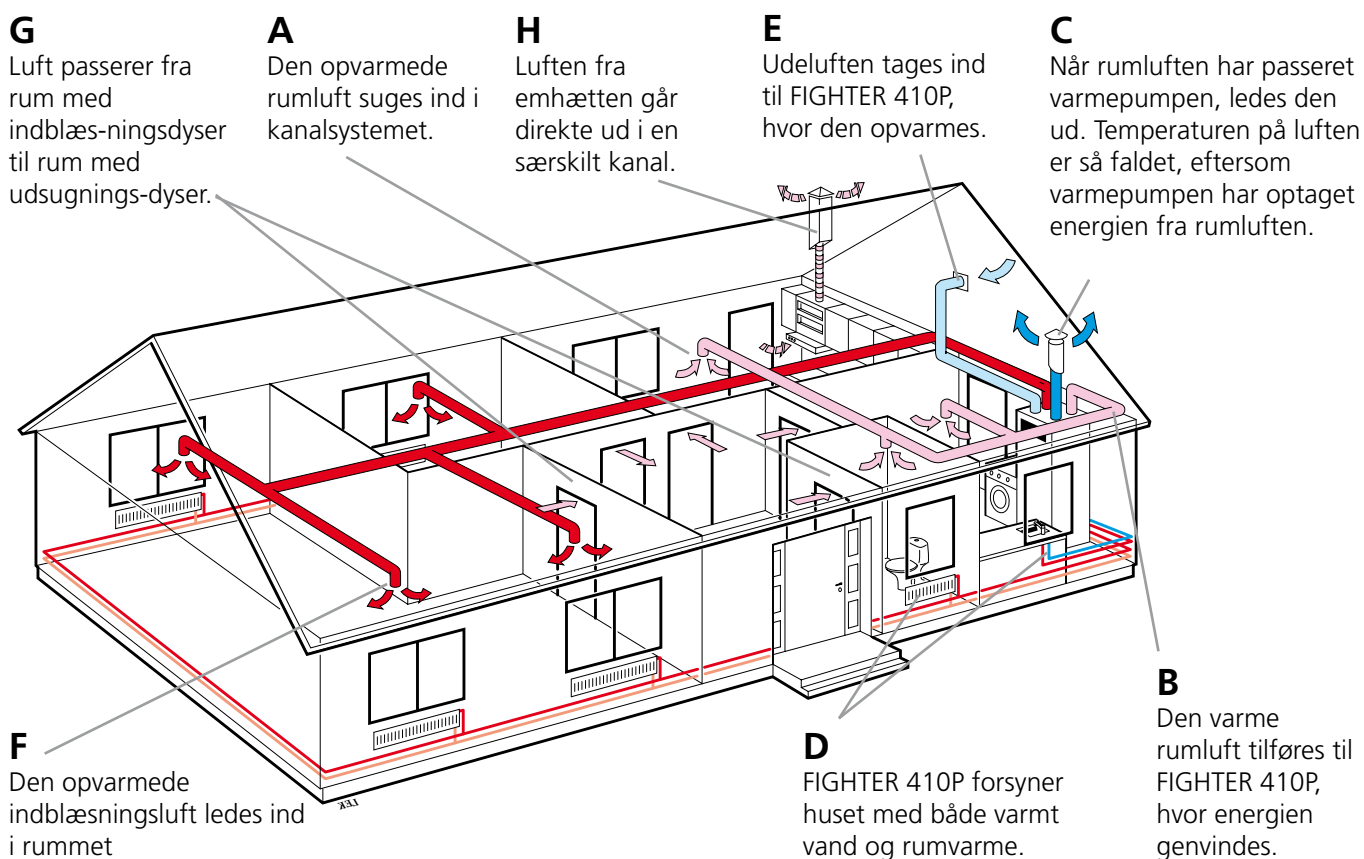 G
Luft passerer fra
rum med
indblæs-ningsdyser
til rum med
udsugnings-dyser.
A
Den opvarmede
rumluft suges ind i
kanalsystemet.
H
Luften fra
emhætten går
direkte ud i en
særskilt kanal.
E
Udeluften tages ind
til FIGHTER 410P,
hvor den opvarmes.
C
Når rumluften har passeret
varmepumpen, ledes den
ud. Temperaturen på luften
er så faldet, eftersom
varmepumpen har optaget
energien fra rumluften.
F
Den opvarmede
indblæsningsluft ledes ind
i rummet
LEK
D
FIGHTER 410P forsyner
huset med både varmt
vand og rumvarme.
B
Den varme
rumluft tilføres til
FIGHTER 410P,
hvor energien
genvindes.